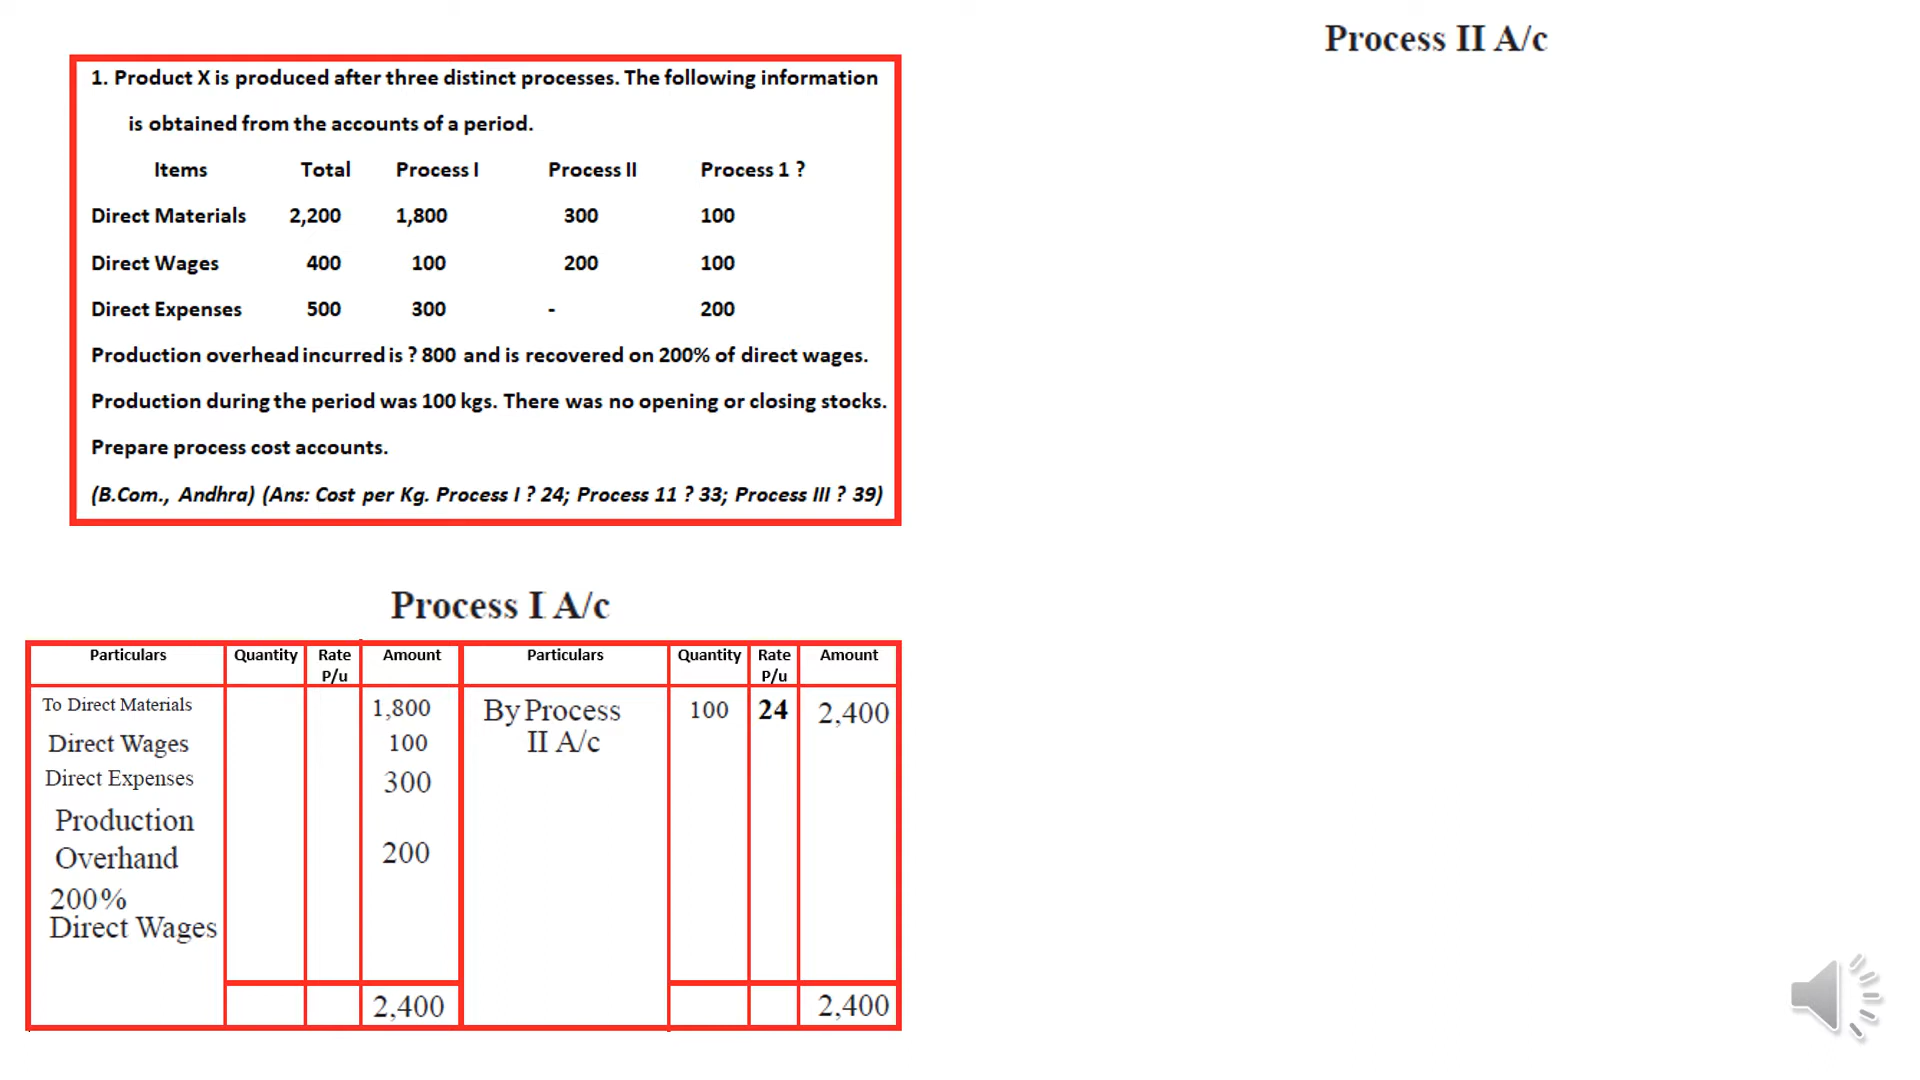 Process II A/c
1. Product X is produced after three distinct processes. The following information
is obtained from the accounts of a period.
Items Total Process I Process II Process 1 ?
Direct Materials 2,200 1,800 300 100
Direct Wages 400 100 200 100
Direct Expenses 500 300 - 200
Production overhead incurred is ? 800 and is recovered on 200% of direct wages.
Production during the period was 100 kgs. There was no opening or closing stocks.
Prepare process cost accounts.
(B.Com., Andhra) (Ans: Cost per Kg. Process I ? 24; Process 11 ? 33; Process III ? 39)
Process I A/c
Particulars Quantity Rate Amount Particulars Quantity Rate Amount
P/u P/u
To Direct Materials 1,800 By Process 100 24 2,400
Direct Wages 100 II A/c
Direct Expenses 300
Production
Overhand 200
200%
Direct Wages
2,400 2,400